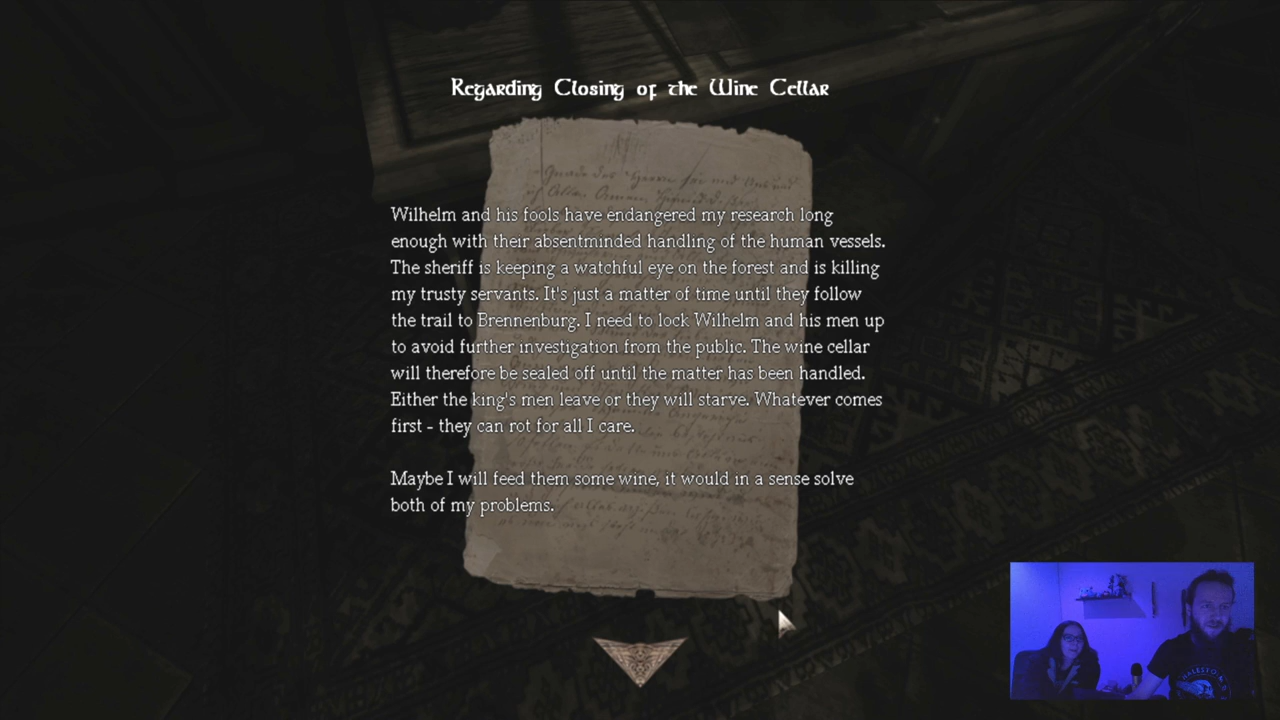 Regarding Closing of the Wine Cellar
Wilhelm and his fools have endangered my research long
enough with their absentminded handling of the human vessels.
The sheriff is keeping a watchful eye on the forest and is killing
my trusty servants. It's just a matter of time until they follow
the trail to Brennenburg. I need to lock Wilhelm and his men up
to avoid further investigation from the public. The wine cellar
will therefore be sealed off until the matter has been handled.
Either the king's men leave or they will starve. Whatever comes
first - they can rot for all I care.
Maybe I will feed them some wine, it would in a sense solve
both of my problems.